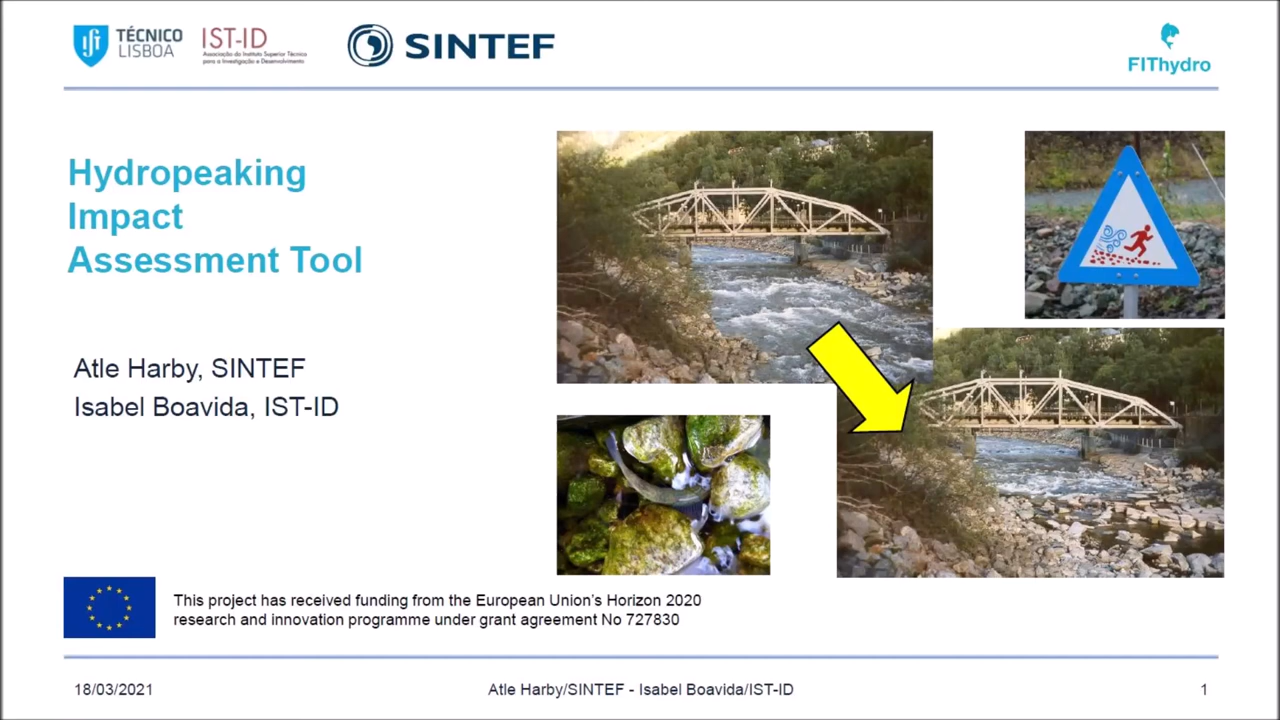 TÉCNICO
LISBOA
IST-ID
Associação do Instituto Superior Técnico
para a Investigação e Desenvolvimento
SINTEF
FIThydro
Hydropeaking
Impact
Assessment Tool
Atle Harby, SINTEF
Isabel Boavida, IST-ID
This project has received funding from the European Union's Horizon 2020
research and innovation programme under grant agreement No 727830
18/03/2021
Atle Harby/SINTEF - Isabel Boavida/IST-ID
1